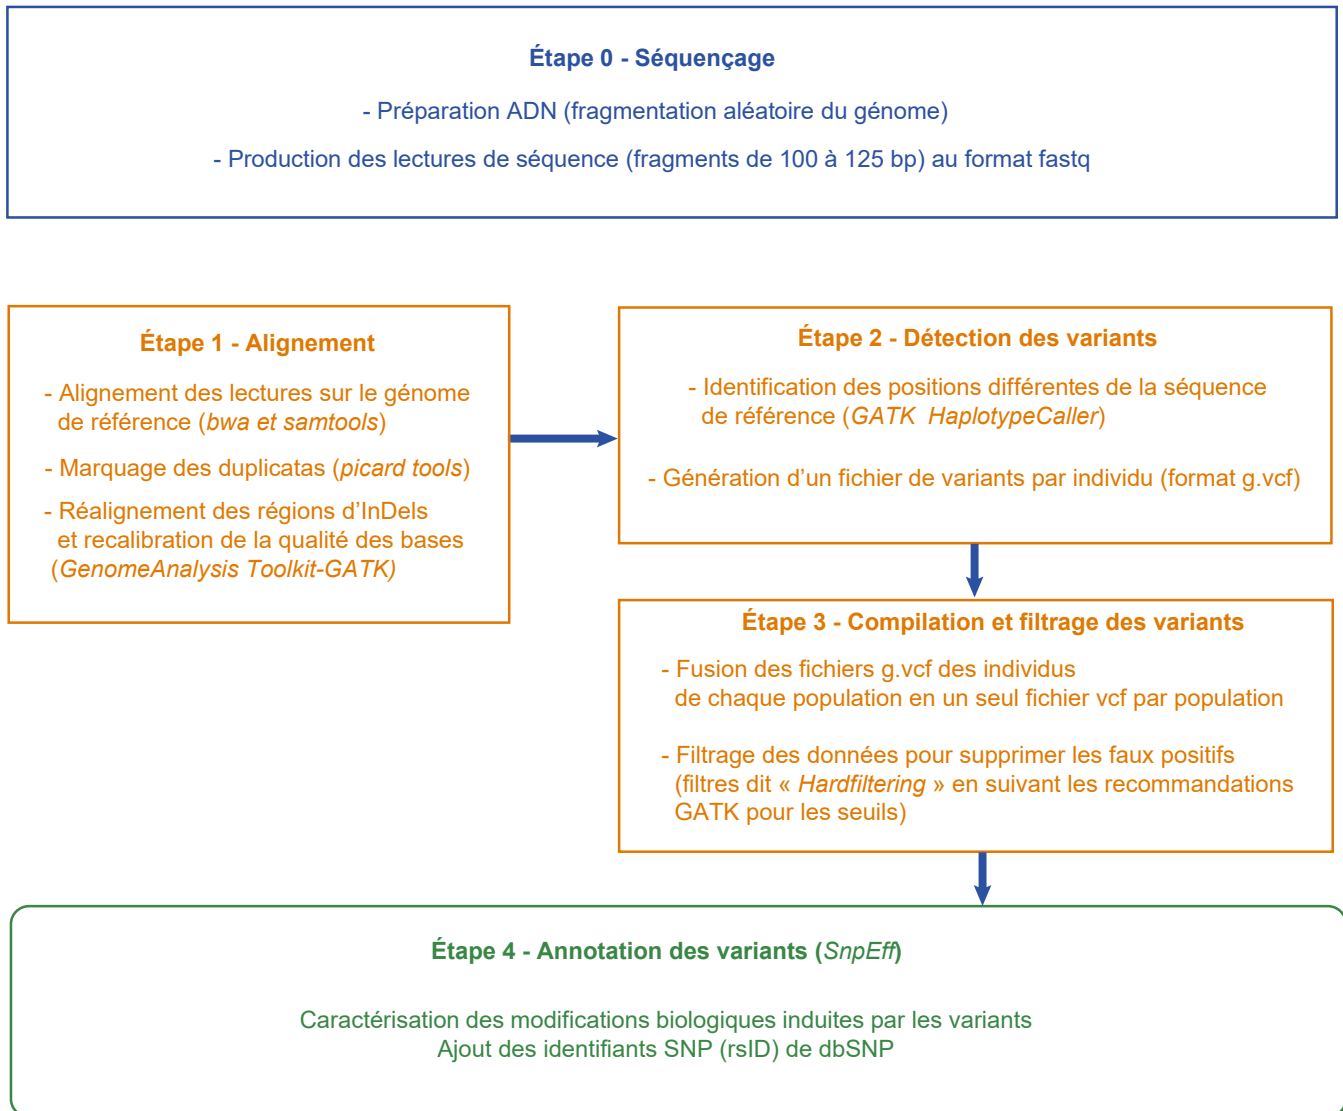 Étape 0 - Séquençage
- Préparation ADN (fragmentation aléatoire du génome)
- Production des lectures de séquence (fragments de 100 à 125 bp) au format fastq
Étape 1 - Alignement
- Alignement des lectures sur le génome
de référence (bwa et samtools)
- Marquage des duplicatas (picard tools)
- Réalignement des régions d'InDels
et recalibration de la qualité des bases
(GenomeAnalysis Toolkit-GATK)
Étape 2 - Détection des variants
- Identification des positions différentes de la séquence
de référence (GATK HaplotypeCaller)
- Génération d'un fichier de variants par individu (format g.vcf)
Étape 3 - Compilation et filtrage des variants
- Fusion des fichiers g.vcf des individus
de chaque population en un seul fichier vcf par population
- Filtrage des données pour supprimer les faux positifs
(filtres dit « Hardfiltering » en suivant les recommandations
GATK pour les seuils)
Étape 4 - Annotation des variants (SnpEff)
Caractérisation des modifications biologiques induites par les variants
Ajout des identifiants SNP (rsID) de dbSNP